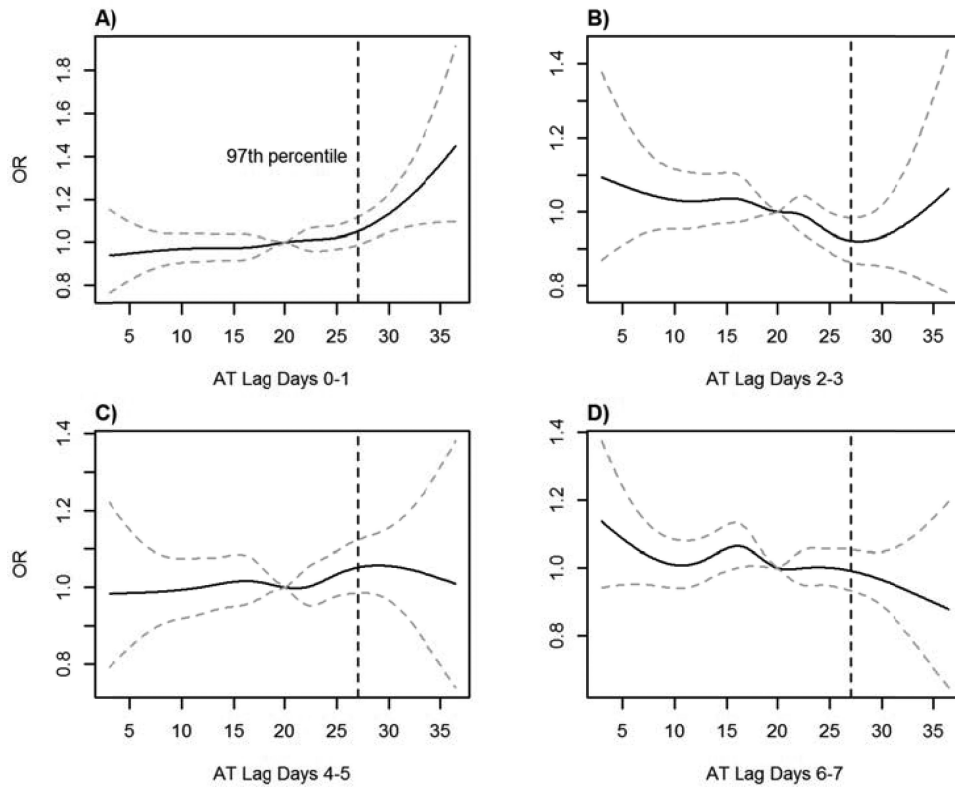 A)
OR
0.8 1.0 1.2 1.4 1.6 1.8
97th percentile
5 10 15 20 25 30 35
AT Lag Days 0-1
B)
0.8 1.0 1.2 1.4
5 10 15 20 25 30 35
AT Lag Days 2-3
C)
OR
0.8 1.0 1.2 1.4
5 10 15 20 25 30 35
AT Lag Days 4-5
D)
0.8 1.0 1.2 1.4
5 10 15 20 25 30 35
AT Lag Days 6-7